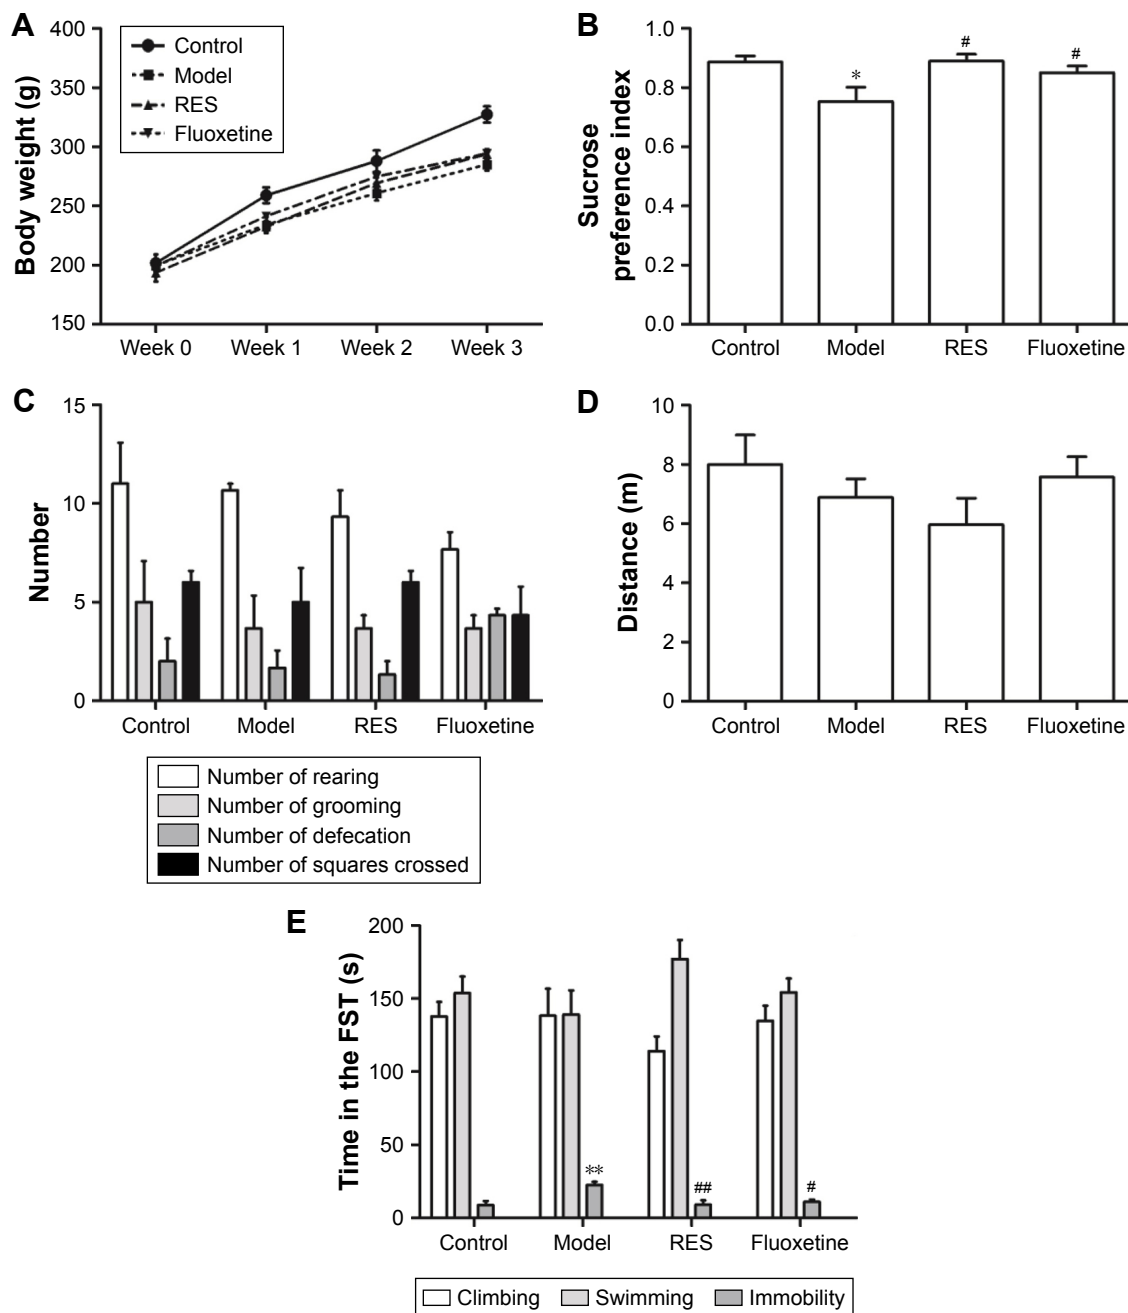 A
Body weight (g)
400
350
300
250
200
150
Control
Model
RES
Fluoxetine
Week 0 Week 1 Week 2 Week 3
B
Sucrose
preference index
1.0
0.8
0.6
0.4
0.2
0.0
*
#
#
Control Model RES Fluoxetine
C
Number
15
10
5
0
Control Model RES Fluoxetine
Number of rearing
Number of grooming
Number of defecation
Number of squares crossed
D
Distance (m)
10
8
6
4
2
0
Control Model RES Fluoxetine
E
Time in the FST (s)
200
150
100
50
0
**
##
#
Control Model RES Fluoxetine
Climbing Swimming Immobility